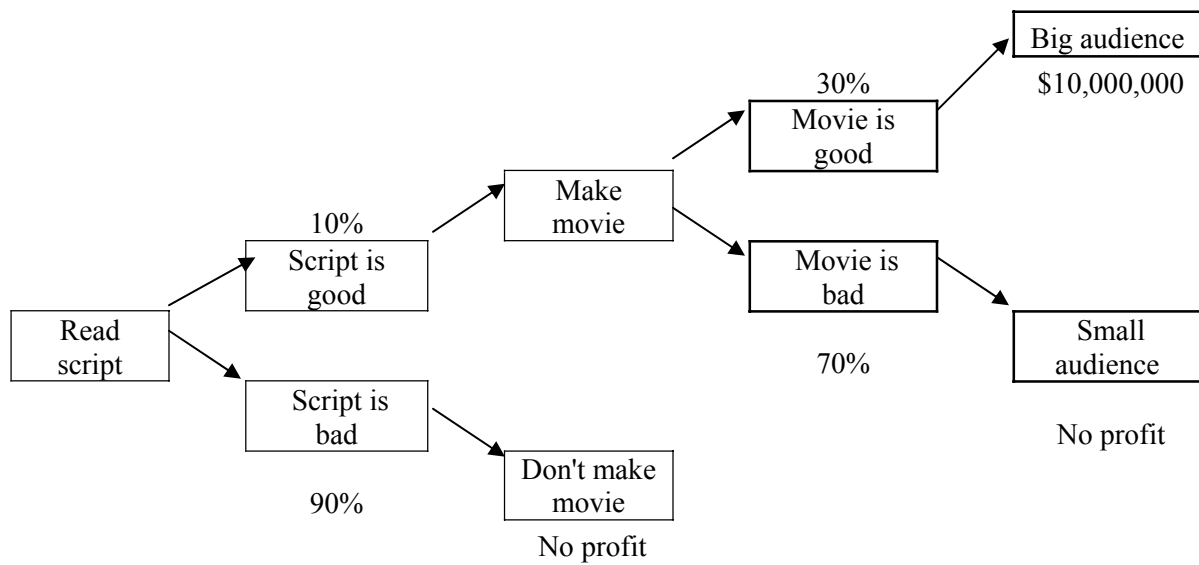 Big audience
$10,000,000
30%
Movie is
good
Make
movie
10%
Script is
good
Movie is
bad
70%
Small
audience
No profit
Read
script
Script is
bad
90%
Don't make
movie
No profit